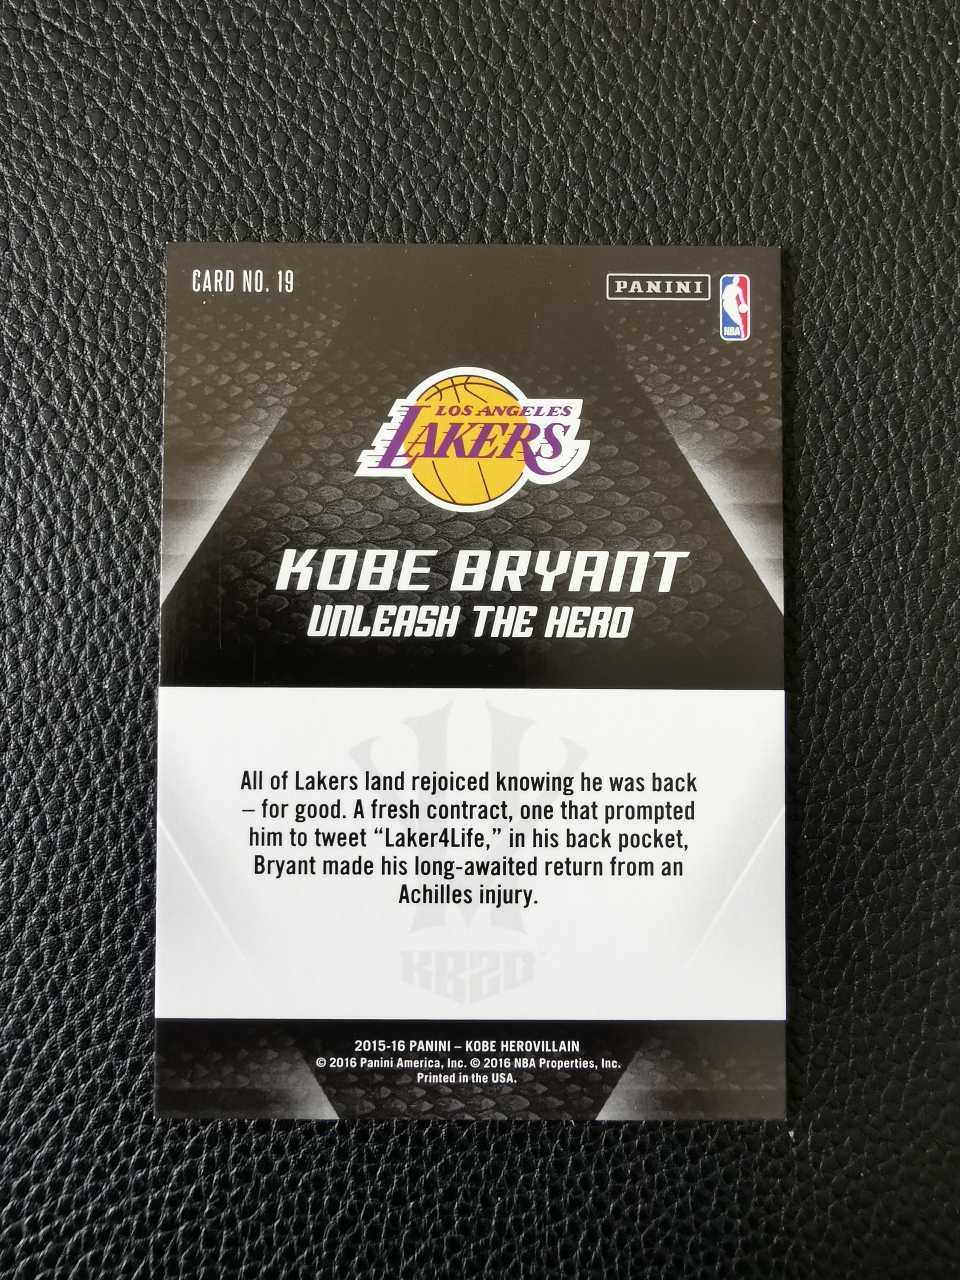 CARD NO. 19
PANINI
NBA
LOS ANGELES
LAKERS
KOBE BRYANT
UNLEASH THE HERO
All of Lakers land rejoiced knowing he was back
– for good. A fresh contract, one that prompted
him to tweet “Laker4Life,” in his back pocket,
Bryant made his long-awaited return from an
Achilles injury.
KB20
2015-16 PANINI – KOBE HEROVILLAIN
© 2016 Panini America, Inc. © 2016 NBA Properties, Inc.
Printed in the USA.